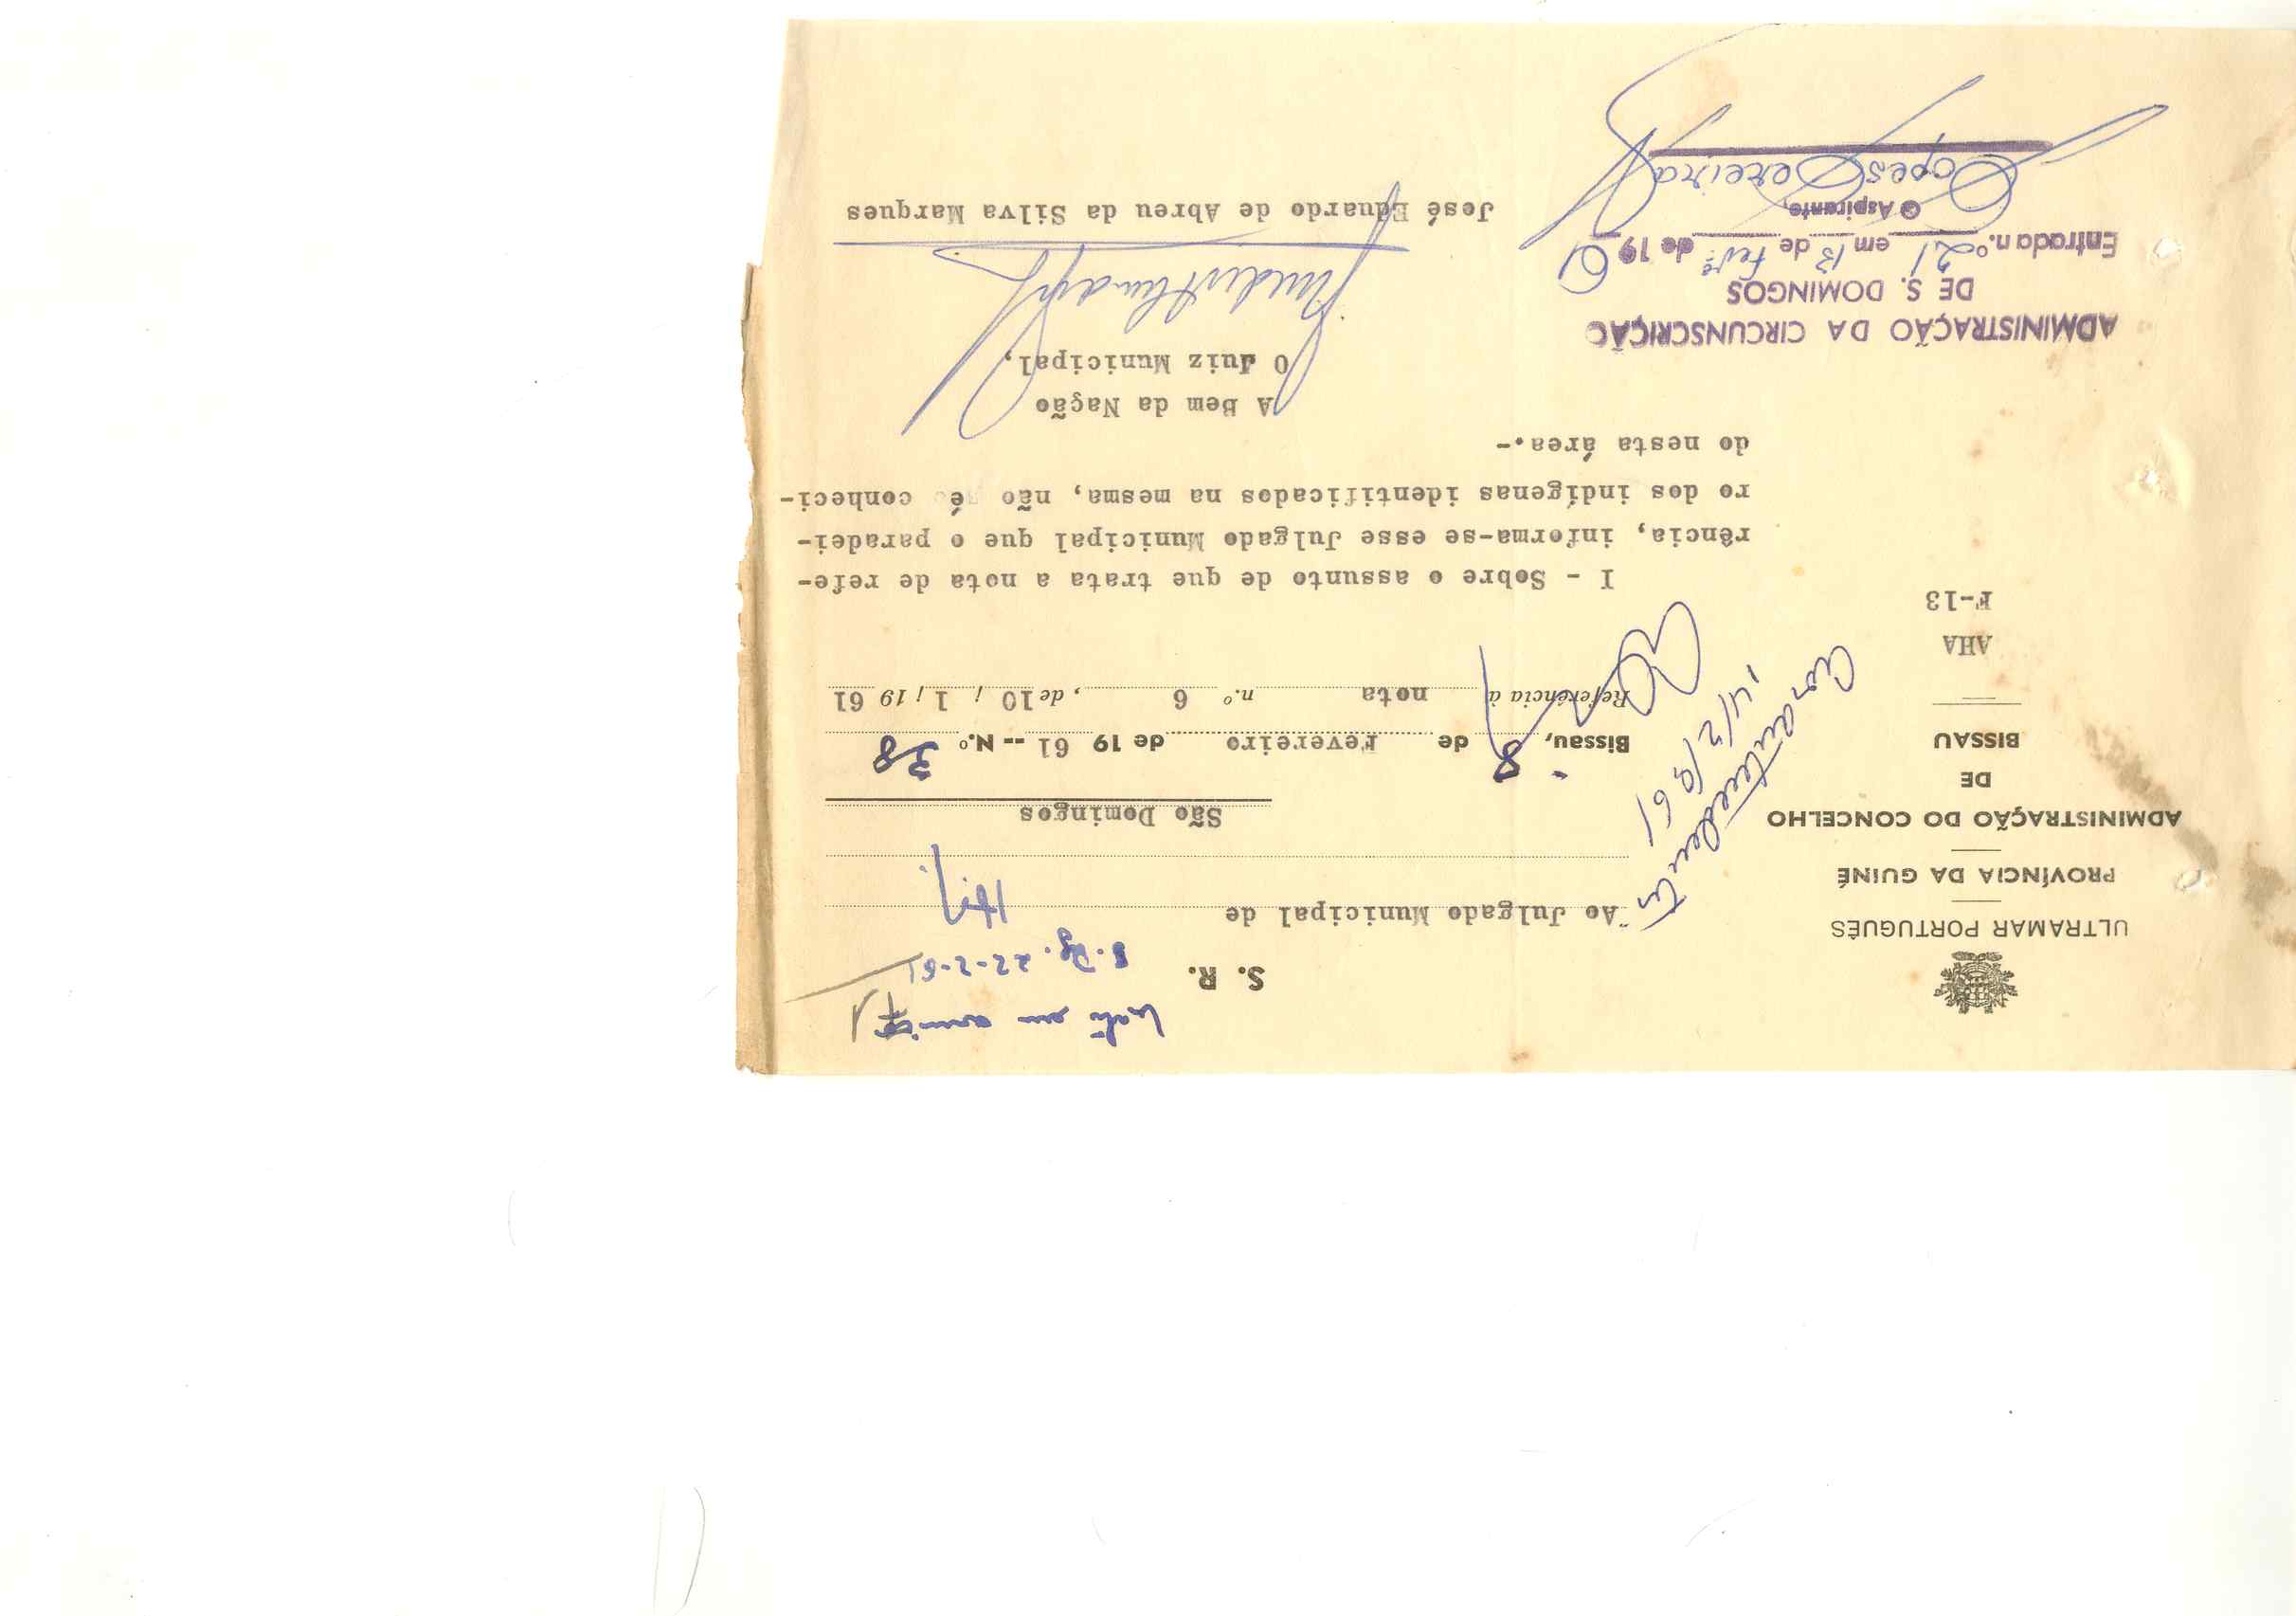 ULTRAMAR PORTUGUÊS
PROVÍNCIA DA GUINÉ
ADMINISTRAÇÃO DO CONCELHO
DE
BISSAU
AHA
F-13
S. R.
S. Dgs. 22-2-61
Ao Julgado Municipal de
São Domingos
Bissau, 8 de Fevereiro de 19 61 -- N.º 38
Referência à nota n.º 6 , de 10 / 1 / 19 61
14/2/961
I - Sobre o assunto de que trata a nota de refe-
rência, informa-se esse Julgado Municipal que o paradei-
ro dos indígenas identificados na mesma, não é conheci-
do nesta área.-
A Bem da Nação
O Juiz Municipal,
José Eduardo de Abreu da Silva Marques
ADMINISTRAÇÃO DA CIRCUNSCRIÇÃO
DE S. DOMINGOS
Entrada n.º 21 em 13 de Fevº de 19 61
O Aspirante,
Lopes Pereira